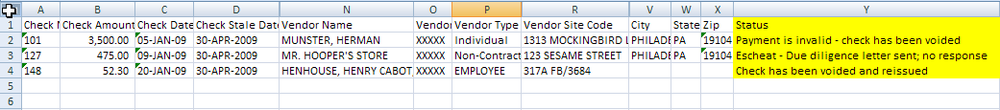 A B C D N O P R V W X Y
1 Check N Check Amount Check Date Check Stale Date Vendor Name Vendo Vendor Type Vendor Site Code City State Zip Status
2 101 3,500.00 05-JAN-09 30-APR-2009 MUNSTER, HERMAN XXXXX Individual 1313 MOCKINGBIRD L PHILADE PA 19104 Payment is invalid - check has been voided
3 127 475.00 09-JAN-09 30-APR-2009 MR. HOOPER'S STORE XXXXX Non-Contract 123 SESAME STREET PHILADE PA 19104 Escheat - Due diligence letter sent; no response
4 148 52.30 20-JAN-09 30-APR-2009 HENHOUSE, HENRY CABOT, XXXXX EMPLOYEE 317A FB/3684 Check has been voided and reissued
5
6